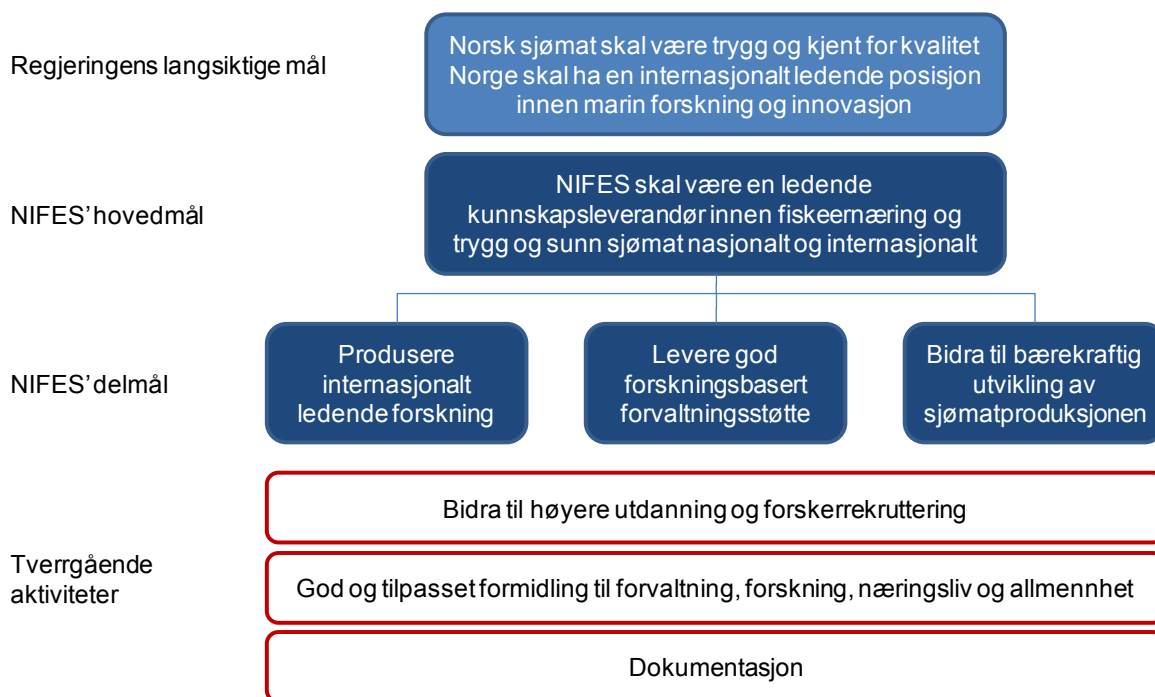 Regjeringens langsiktige mål
Norsk sjømat skal være trygg og kjent for kvalitet
Norge skal ha en internasjonalt ledende posisjon
innen marin forskning og innovasjon
NIFES' hovedmål
NIFES skal være en ledende
kunnskapsleverandør innen fiskeernæring og
trygg og sunn sjømat nasjonalt og internasjonalt
NIFES' delmål
Produsere
internasjonalt
ledende forskning
Levere god
forskningsbasert
forvaltningsstøtte
Bidra til bærekraftig
utvikling av
sjømatproduksjonen
Tverrgående
aktiviteter
Bidra til høyere utdanning og forskerrekruttering
God og tilpasset formidling til forvaltning, forskning, næringsliv og allmennhet
Dokumentasjon